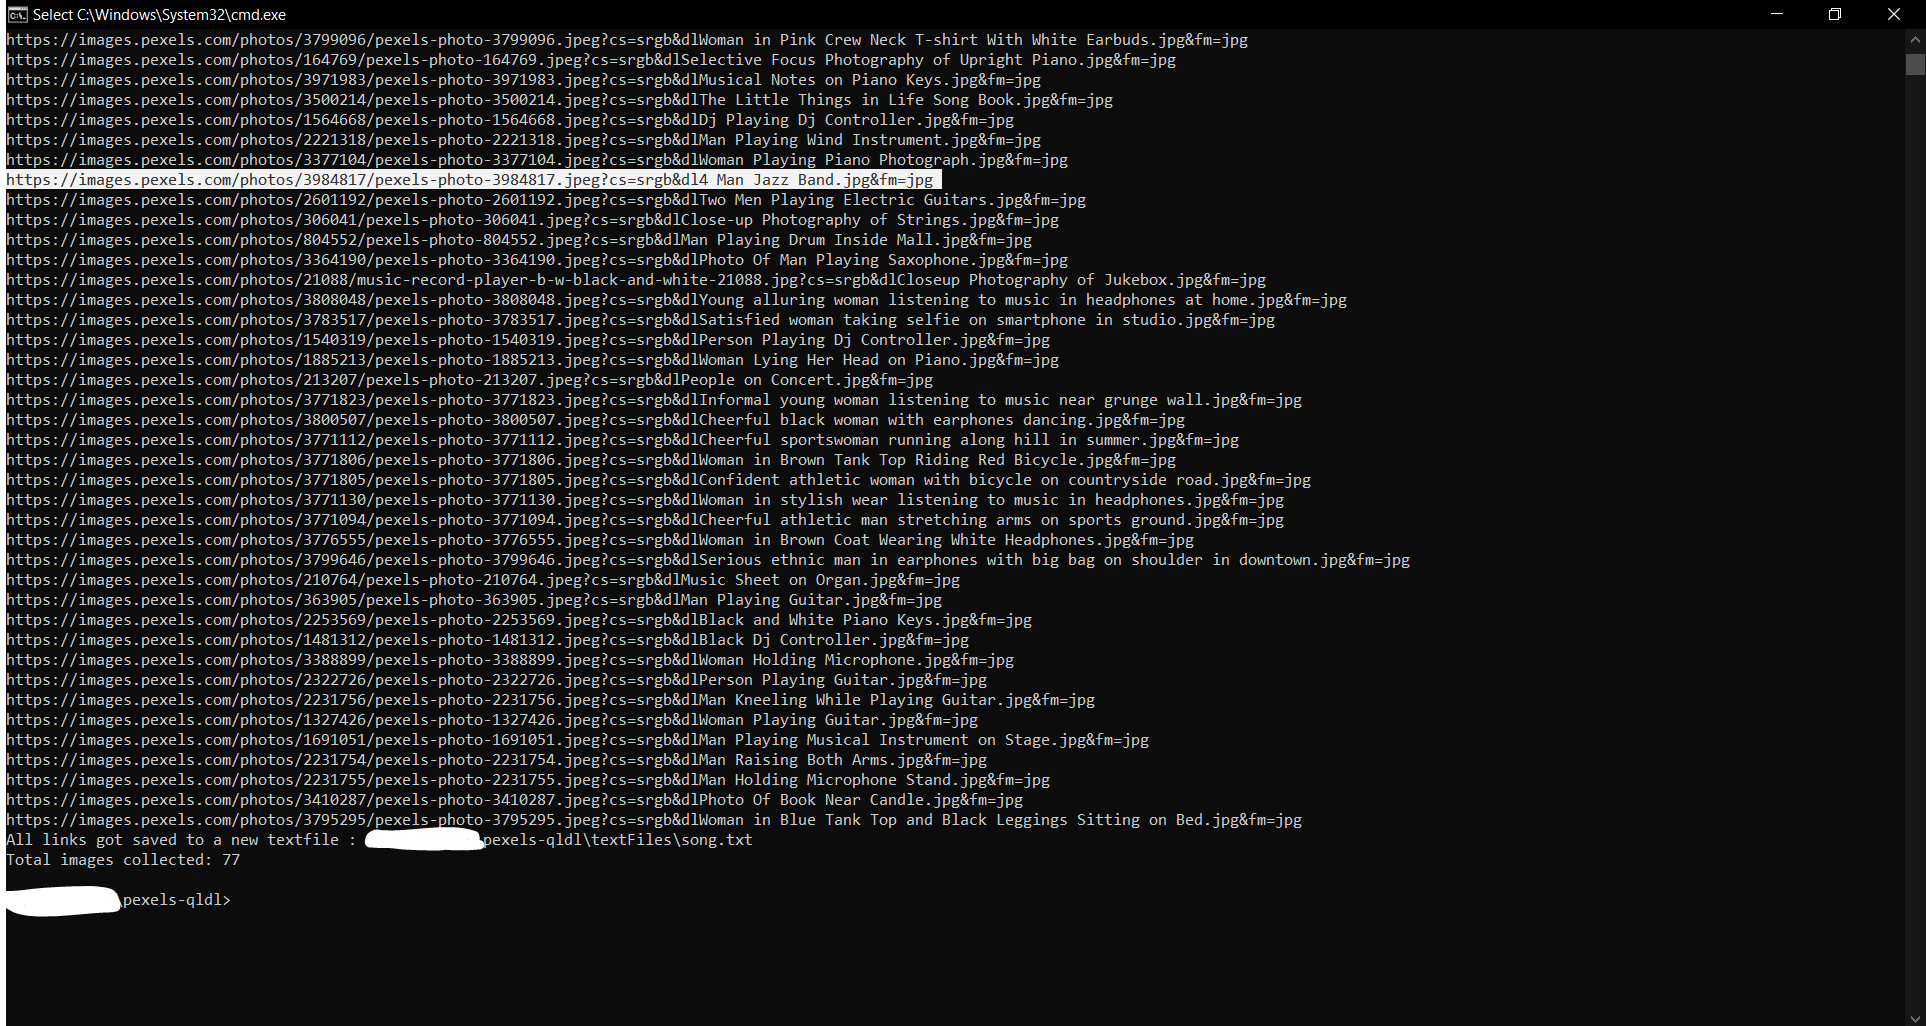 Select C:\Windows\System32\cmd.exe
https://images.pexels.com/photos/3799096/pexels-photo-3799096.jpeg?cs=srgb&dlWoman in Pink Crew Neck T-shirt With White Earbuds.jpg&fm=jpg
https://images.pexels.com/photos/164769/pexels-photo-164769.jpeg?cs=srgb&dlSelective Focus Photography of Upright Piano.jpg&fm=jpg
https://images.pexels.com/photos/3971983/pexels-photo-3971983.jpeg?cs=srgb&dlMusical Notes on Piano Keys.jpg&fm=jpg
https://images.pexels.com/photos/3500214/pexels-photo-3500214.jpeg?cs=srgb&dlThe Little Things in Life Song Book.jpg&fm=jpg
https://images.pexels.com/photos/1564668/pexels-photo-1564668.jpeg?cs=srgb&dlDj Playing Dj Controller.jpg&fm=jpg
https://images.pexels.com/photos/2221318/pexels-photo-2221318.jpeg?cs=srgb&dlMan Playing Wind Instrument.jpg&fm=jpg
https://images.pexels.com/photos/3377104/pexels-photo-3377104.jpeg?cs=srgb&dlWoman Playing Piano Photograph.jpg&fm=jpg
https://images.pexels.com/photos/3984817/pexels-photo-3984817.jpeg?cs=srgb&dl4 Man Jazz Band.jpg&fm=jpg
https://images.pexels.com/photos/2601192/pexels-photo-2601192.jpeg?cs=srgb&dlTwo Men Playing Electric Guitars.jpg&fm=jpg
https://images.pexels.com/photos/306041/pexels-photo-306041.jpeg?cs=srgb&dlClose-up Photography of Strings.jpg&fm=jpg
https://images.pexels.com/photos/804552/pexels-photo-804552.jpeg?cs=srgb&dlMan Playing Drum Inside Mall.jpg&fm=jpg
https://images.pexels.com/photos/3364190/pexels-photo-3364190.jpeg?cs=srgb&dlPhoto Of Man Playing Saxophone.jpg&fm=jpg
https://images.pexels.com/photos/21088/music-record-player-b-w-black-and-white-21088.jpg?cs=srgb&dlCloseup Photography of Jukebox.jpg&fm=jpg
https://images.pexels.com/photos/3808048/pexels-photo-3808048.jpeg?cs=srgb&dlYoung alluring woman listening to music in headphones at home.jpg&fm=jpg
https://images.pexels.com/photos/3783517/pexels-photo-3783517.jpeg?cs=srgb&dlSatisfied woman taking selfie on smartphone in studio.jpg&fm=jpg
https://images.pexels.com/photos/1540319/pexels-photo-1540319.jpeg?cs=srgb&dlPerson Playing Dj Controller.jpg&fm=jpg
https://images.pexels.com/photos/1885213/pexels-photo-1885213.jpeg?cs=srgb&dlWoman Lying Her Head on Piano.jpg&fm=jpg
https://images.pexels.com/photos/213207/pexels-photo-213207.jpeg?cs=srgb&dlPeople on Concert.jpg&fm=jpg
https://images.pexels.com/photos/3771823/pexels-photo-3771823.jpeg?cs=srgb&dlInformal young woman listening to music near grunge wall.jpg&fm=jpg
https://images.pexels.com/photos/3800507/pexels-photo-3800507.jpeg?cs=srgb&dlCheerful black woman with earphones dancing.jpg&fm=jpg
https://images.pexels.com/photos/3771112/pexels-photo-3771112.jpeg?cs=srgb&dlCheerful sportswoman running along hill in summer.jpg&fm=jpg
https://images.pexels.com/photos/3771806/pexels-photo-3771806.jpeg?cs=srgb&dlWoman in Brown Tank Top Riding Red Bicycle.jpg&fm=jpg
https://images.pexels.com/photos/3771805/pexels-photo-3771805.jpeg?cs=srgb&dlConfident athletic woman with bicycle on countryside road.jpg&fm=jpg
https://images.pexels.com/photos/3771130/pexels-photo-3771130.jpeg?cs=srgb&dlWoman in stylish wear listening to music in headphones.jpg&fm=jpg
https://images.pexels.com/photos/3771094/pexels-photo-3771094.jpeg?cs=srgb&dlCheerful athletic man stretching arms on sports ground.jpg&fm=jpg
https://images.pexels.com/photos/3776555/pexels-photo-3776555.jpeg?cs=srgb&dlWoman in Brown Coat Wearing White Headphones.jpg&fm=jpg
https://images.pexels.com/photos/3799646/pexels-photo-3799646.jpeg?cs=srgb&dlSerious ethnic man in earphones with big bag on shoulder in downtown.jpg&fm=jpg
https://images.pexels.com/photos/210764/pexels-photo-210764.jpeg?cs=srgb&dlMusic Sheet on Organ.jpg&fm=jpg
https://images.pexels.com/photos/363905/pexels-photo-363905.jpeg?cs=srgb&dlMan Playing Guitar.jpg&fm=jpg
https://images.pexels.com/photos/2253569/pexels-photo-2253569.jpeg?cs=srgb&dlBlack and White Piano Keys.jpg&fm=jpg
https://images.pexels.com/photos/1481312/pexels-photo-1481312.jpeg?cs=srgb&dlBlack Dj Controller.jpg&fm=jpg
https://images.pexels.com/photos/3388899/pexels-photo-3388899.jpeg?cs=srgb&dlWoman Holding Microphone.jpg&fm=jpg
https://images.pexels.com/photos/2322726/pexels-photo-2322726.jpeg?cs=srgb&dlPerson Playing Guitar.jpg&fm=jpg
https://images.pexels.com/photos/2231756/pexels-photo-2231756.jpeg?cs=srgb&dlMan Kneeling While Playing Guitar.jpg&fm=jpg
https://images.pexels.com/photos/1327426/pexels-photo-1327426.jpeg?cs=srgb&dlWoman Playing Guitar.jpg&fm=jpg
https://images.pexels.com/photos/1691051/pexels-photo-1691051.jpeg?cs=srgb&dlMan Playing Musical Instrument on Stage.jpg&fm=jpg
https://images.pexels.com/photos/2231754/pexels-photo-2231754.jpeg?cs=srgb&dlMan Raising Both Arms.jpg&fm=jpg
https://images.pexels.com/photos/2231755/pexels-photo-2231755.jpeg?cs=srgb&dlMan Holding Microphone Stand.jpg&fm=jpg
https://images.pexels.com/photos/3410287/pexels-photo-3410287.jpeg?cs=srgb&dlPhoto Of Book Near Candle.jpg&fm=jpg
https://images.pexels.com/photos/3795295/pexels-photo-3795295.jpeg?cs=srgb&dlWoman in Blue Tank Top and Black Leggings Sitting on Bed.jpg&fm=jpg
All links got saved to a new textfile : pexels-qldl\textFiles\song.txt
Total images collected: 77
\pexels-qldl>